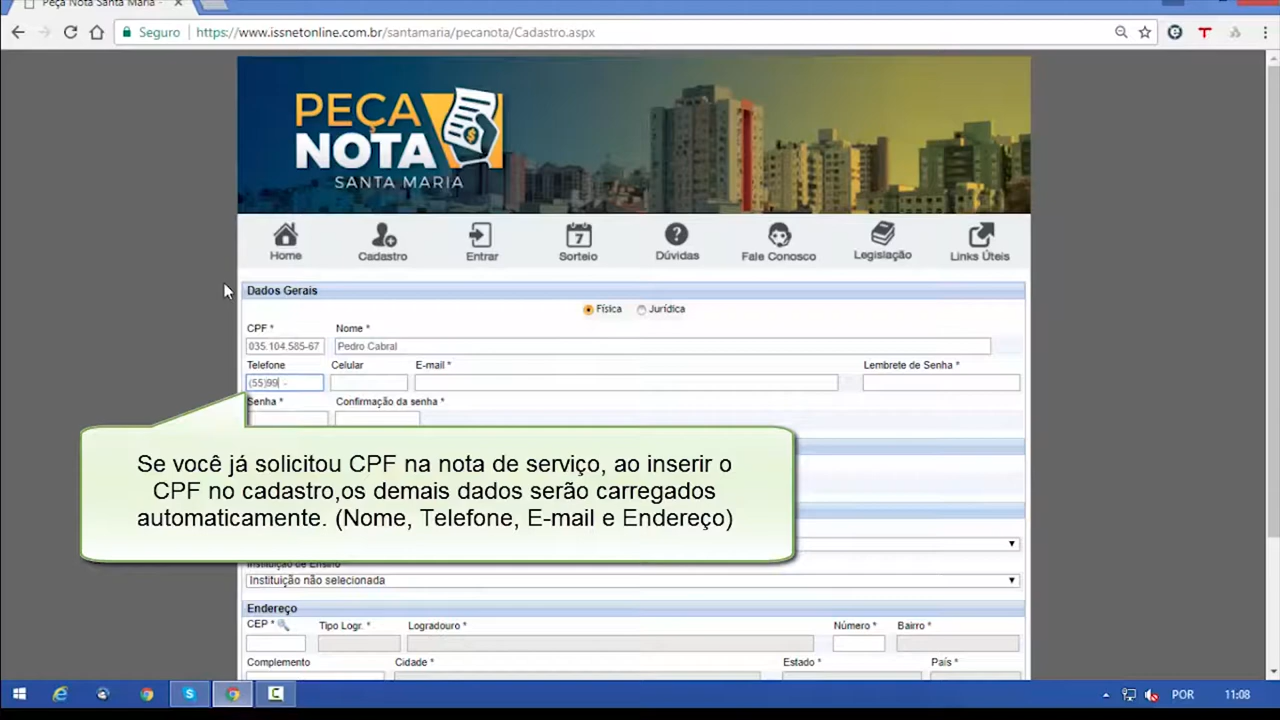 Peça Nota Santa Maria -
Seguro
https://www.issnetonline.com.br/santamaria/pecanota/Cadastro.aspx
PEÇA
NOTA
SANTA MARIA
Home
Cadastro
Entrar
7
Sorteio
Dúvidas
Fale Conosco
Legislação
Links Úteis
Dados Gerais
Física
Jurídica
CPF *
Nome *
035.104.585-67
Pedro Cabral
Telefone
Celular
E-mail *
Lembrete de Senha *
(55)99 -
Senha *
Confirmação da senha *
Se você já solicitou CPF na nota de serviço, ao inserir o
CPF no cadastro,os demais dados serão carregados
automaticamente. (Nome, Telefone, E-mail e Endereço)
Instituição de Ensino
Instituição não selecionada
Endereço
CEP *
Tipo Logr. *
Logradouro *
Número *
Bairro *
Complemento
Cidade *
Estado *
País *
POR
11:08